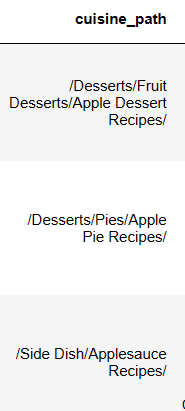 cuisine_path
/Desserts/Fruit
Desserts/Apple Dessert
Recipes/
/Desserts/Pies/Apple
Pie Recipes/
/Side Dish/Applesauce
Recipes/